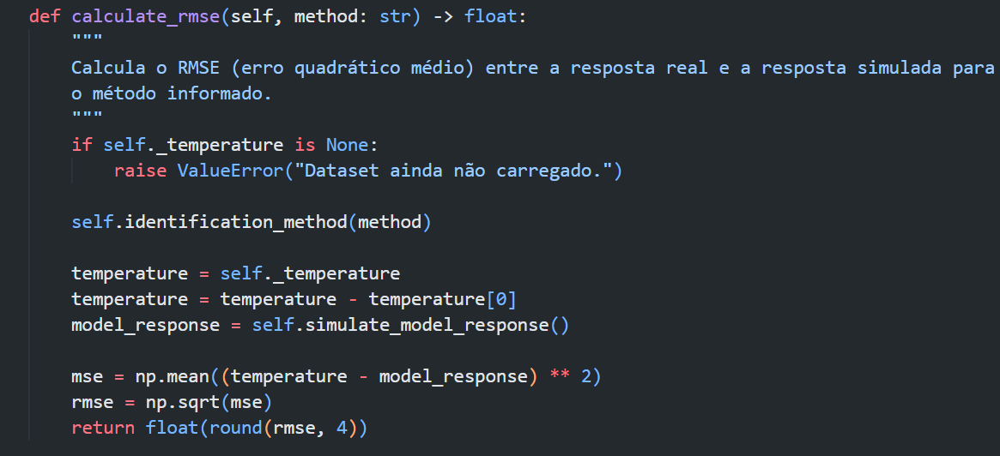 def calculate_rmse(self, method: str) -> float:
"""
Calcula o RMSE (erro quadrático médio) entre a resposta real e a resposta simulada para
o método informado.
"""
if self._temperature is None:
raise ValueError("Dataset ainda não carregado.")
self.identification_method(method)
temperature = self._temperature
temperature = temperature - temperature[0]
model_response = self.simulate_model_response()
mse = np.mean((temperature - model_response) ** 2)
rmse = np.sqrt(mse)
return float(round(rmse, 4))